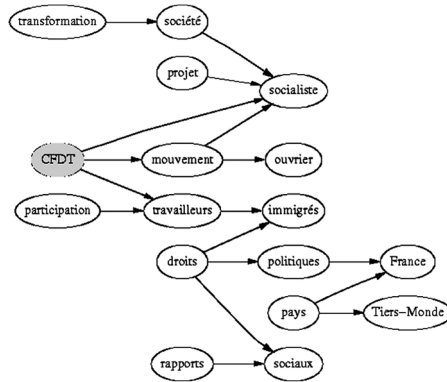 transformation
société
projet
socialiste
CFDT
mouvement
ouvrier
participation
travailleurs
immigrés
droits
politiques
France
pays
Tiers-Monde
rapports
sociaux